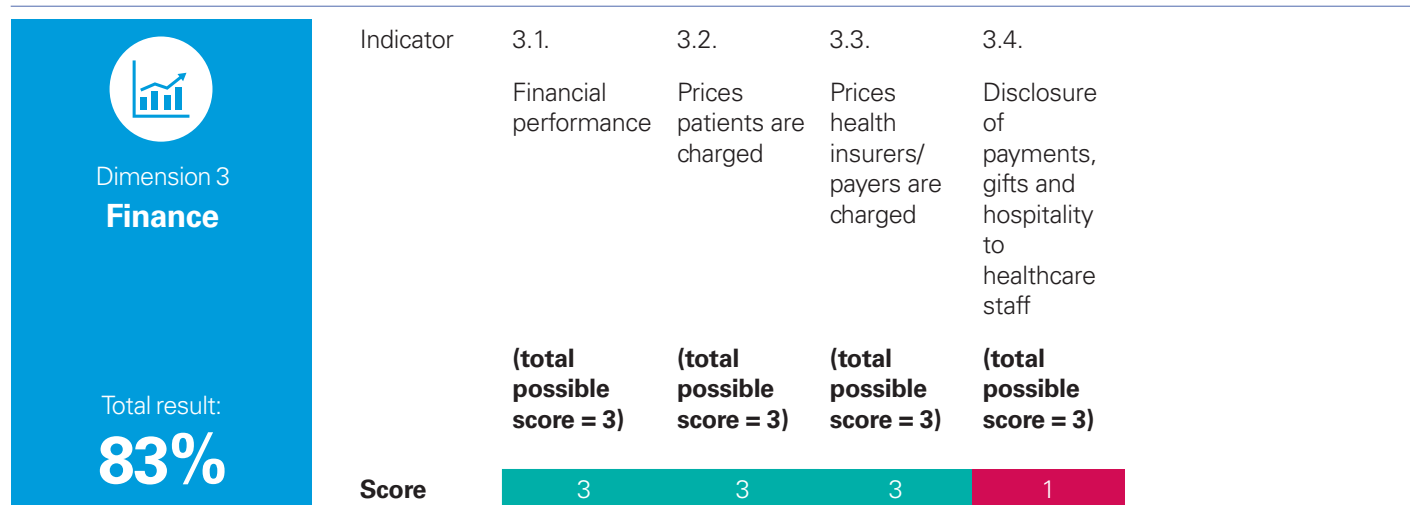 Dimension 3
Finance
Total result:
83%
Indicator
3.1.
Financial
performance
(total
possible
score = 3)
3.2.
Prices
patients are
charged
(total
possible
score = 3)
3.3.
Prices
health
insurers/
payers are
charged
(total
possible
score = 3)
3.4.
Disclosure
of
payments,
gifts and
hospitality
to
healthcare
staff
(total
possible
score = 3)
Score
3
3
3
1